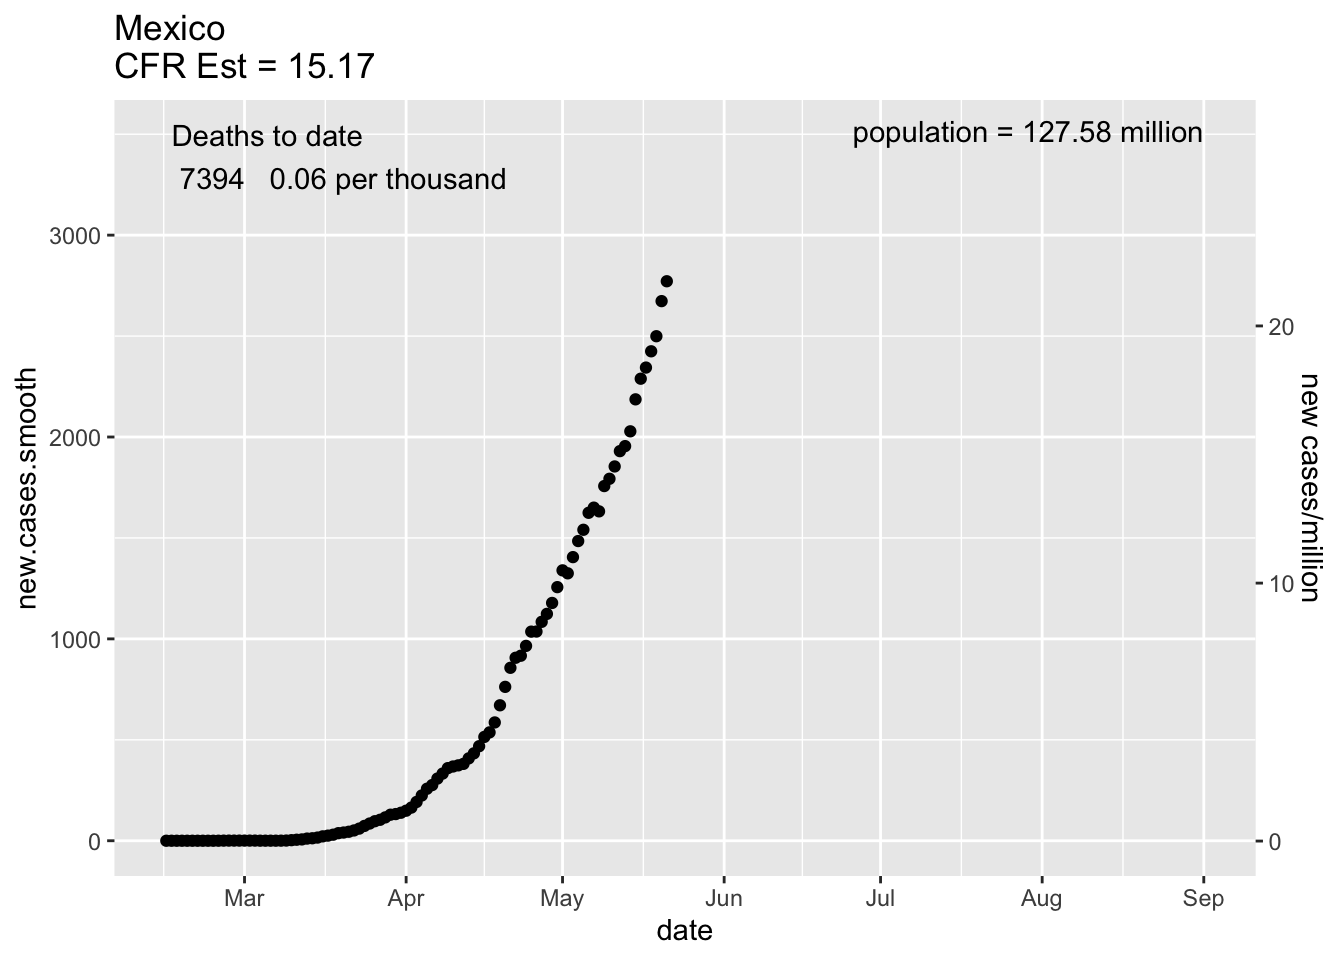 Mexico
CFR Est = 15.17
Deaths to date
7394 0.06 per thousand
population = 127.58 million
3000
2000
1000
0
new.cases.smooth
20
10
0
new cases/million
Mar Apr May Jun Jul Aug Sep
date